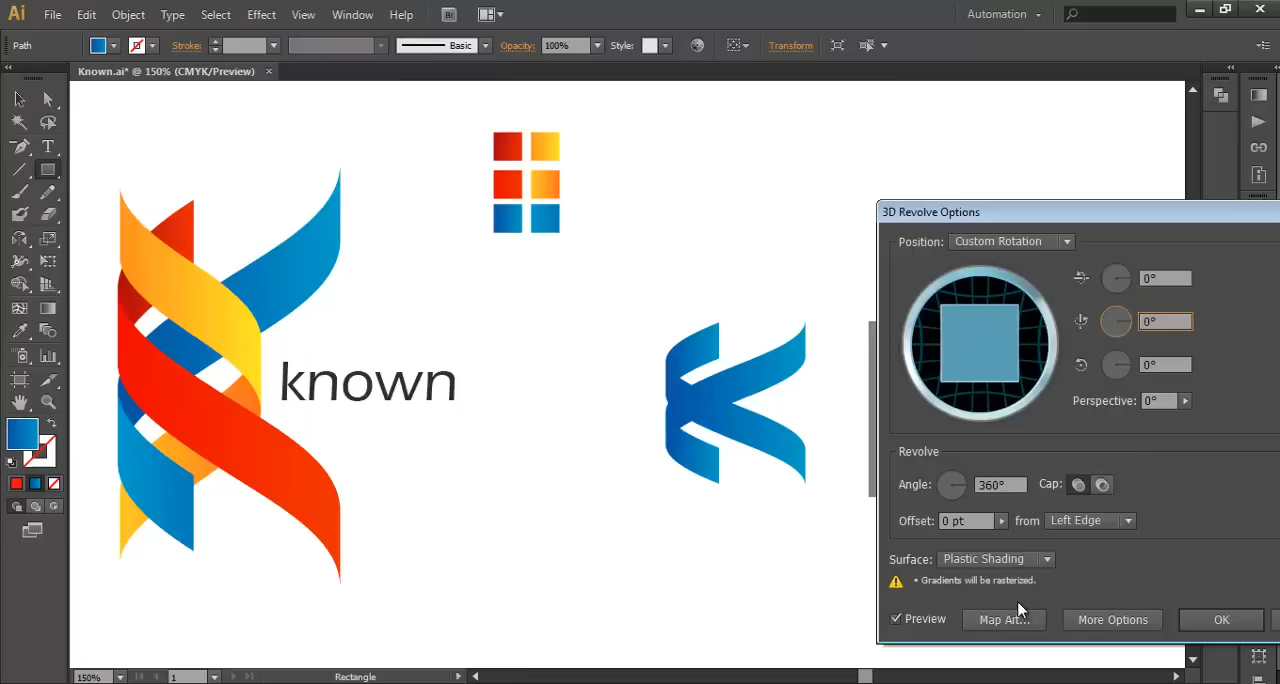 Ai File Edit Object Type Select Effect View Window Help Br Automation
Path Stroke: Basic Opacity: 100% Style: Transform
Known.ai* @ 150% (CMYK/Preview) ×
T
known
3D Revolve Options
Position: Custom Rotation
0°
0°
0°
Perspective: 0°
Revolve
Angle: 360° Cap:
Offset: 0 pt from Left Edge
Surface: Plastic Shading
• Gradients will be rasterized.
Preview Map Art... More Options OK
150% 1 Rectangle